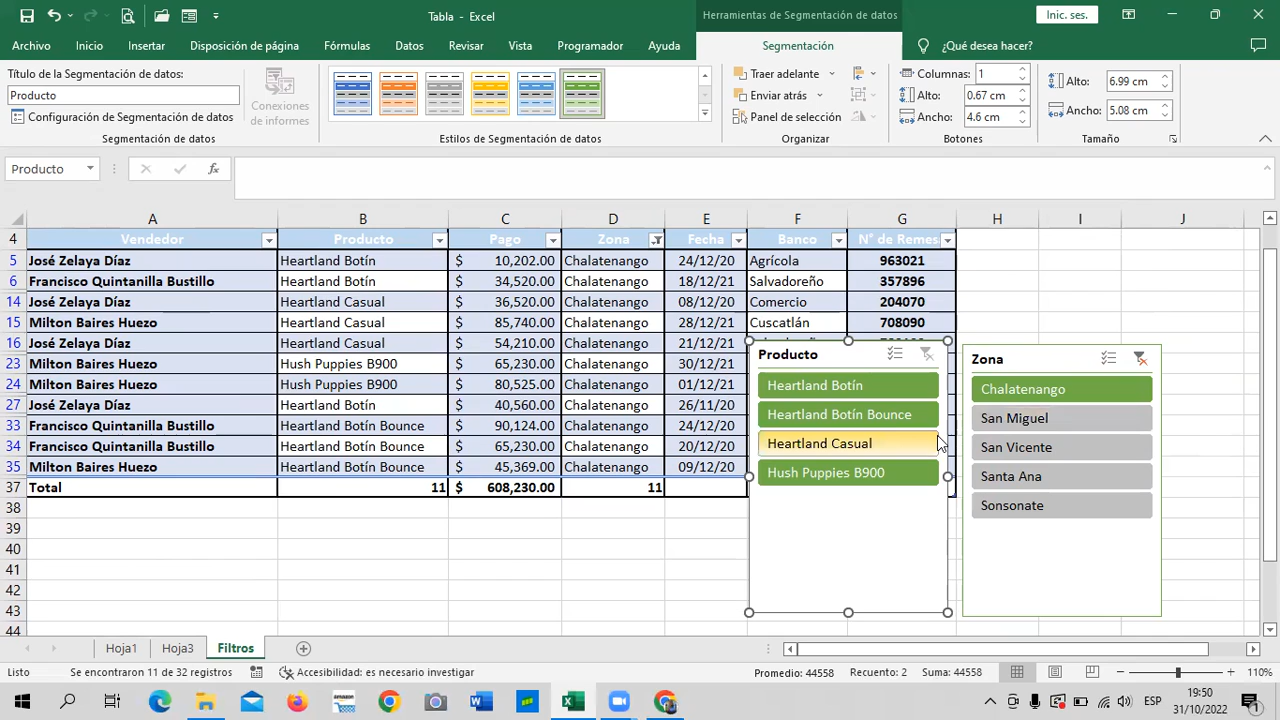 Tabla - Excel
Herramientas de Segmentación de datos
Inic. ses.
Archivo Inicio Insertar Disposición de página Fórmulas Datos Revisar Vista Programador Ayuda Segmentación ¿Qué desea hacer?
Título de la Segmentación de datos:
Producto
Configuración de Segmentación de datos
Segmentación de datos
Conexiones de informes
Estilos de Segmentación de datos
Traer adelante
Enviar atrás
Panel de selección
Organizar
Columnas: 1
Alto: 0.67 cm
Ancho: 4.6 cm
Botones
Alto: 6.99 cm
Ancho: 5.08 cm
Tamaño
Producto fx
A B C D E F G H I J
4 Vendedor Producto Pago Zona Fecha Banco N° de Remes
5 José Zelaya Díaz Heartland Botín $ 10,202.00 Chalatenango 24/12/20 Agrícola 963021
6 Francisco Quintanilla Bustillo Heartland Botín $ 34,520.00 Chalatenango 18/12/21 Salvadoreño 357896
14 José Zelaya Díaz Heartland Casual $ 36,520.00 Chalatenango 08/12/20 Comercio 204070
15 Milton Baires Huezo Heartland Casual $ 85,740.00 Chalatenango 28/12/21 Cuscatlán 708090
16 José Zelaya Díaz Heartland Casual $ 54,210.00 Chalatenango 21/12/21
23 Milton Baires Huezo Hush Puppies B900 $ 65,230.00 Chalatenango 30/12/21
24 Milton Baires Huezo Hush Puppies B900 $ 80,525.00 Chalatenango 01/12/21
27 José Zelaya Díaz Heartland Botín $ 40,560.00 Chalatenango 26/11/20
33 Francisco Quintanilla Bustillo Heartland Botín Bounce $ 90,124.00 Chalatenango 24/12/20
34 Francisco Quintanilla Bustillo Heartland Botín Bounce $ 65,230.00 Chalatenango 20/12/20
35 Milton Baires Huezo Heartland Botín Bounce $ 45,369.00 Chalatenango 09/12/20
37 Total 11 $ 608,230.00 11
38
39
40
41
42
43
44
Producto
Heartland Botín
Heartland Botín Bounce
Heartland Casual
Hush Puppies B900
Zona
Chalatenango
San Miguel
San Vicente
Santa Ana
Sonsonate
Hoja1 Hoja3 Filtros
Listo Se encontraron 11 de 32 registros Accesibilidad: es necesario investigar Promedio: 44558 Recuento: 2 Suma: 44558 110%
ESP
19:50
31/10/2022